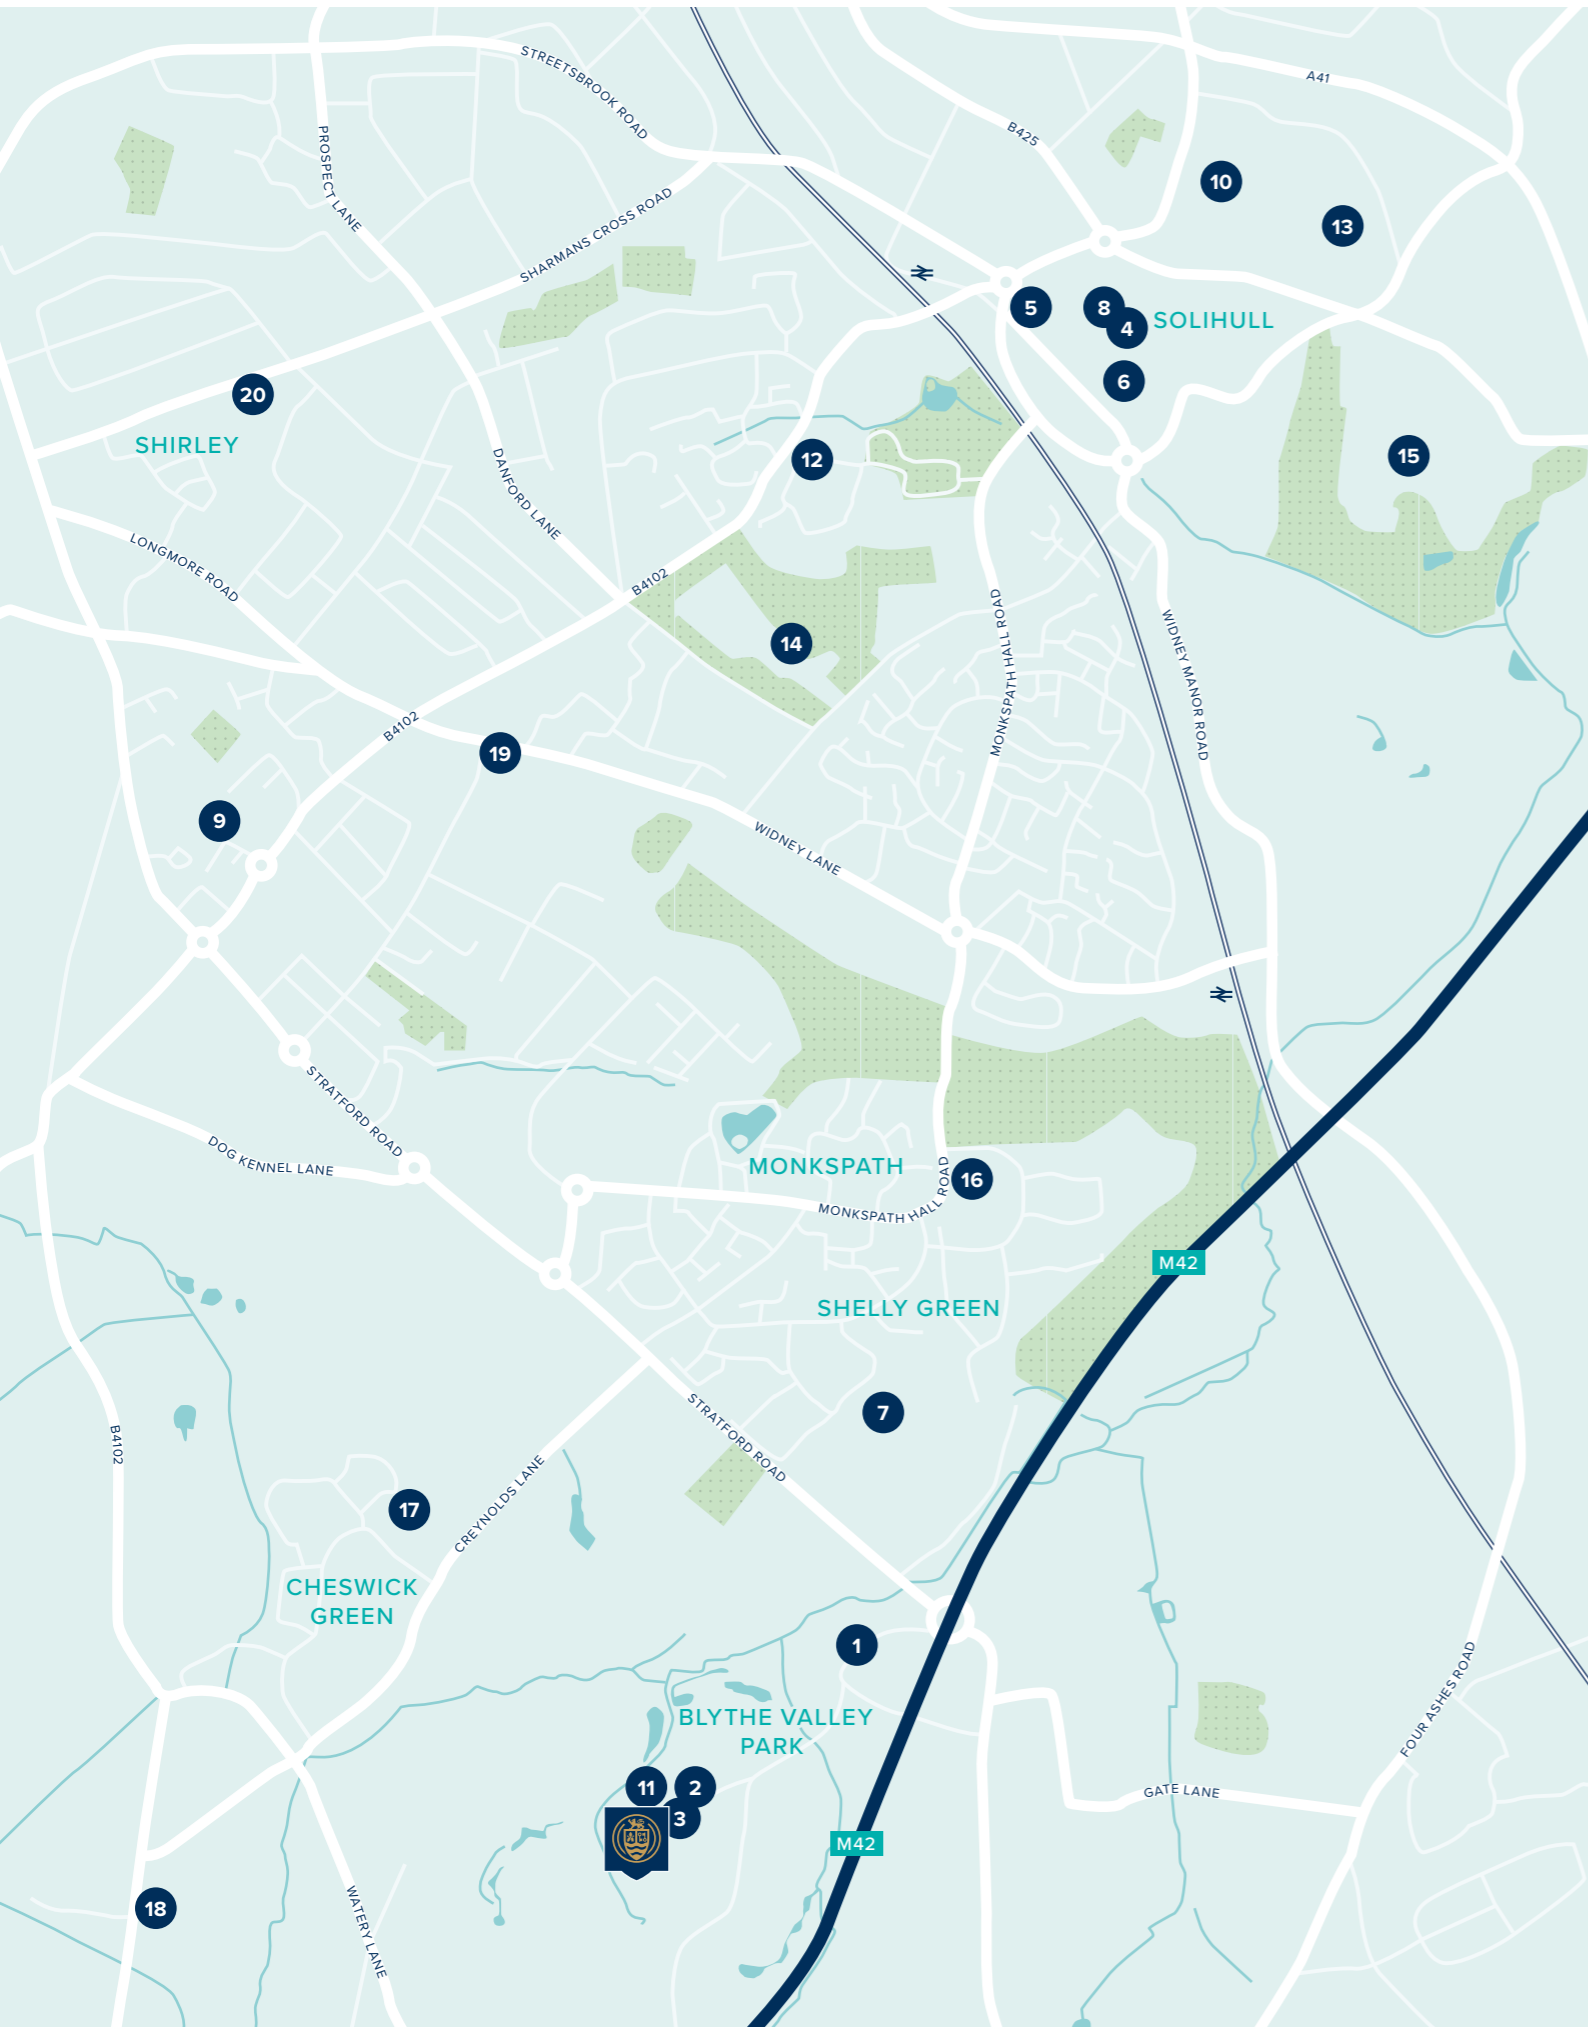 STREETSBROOK ROAD
A41
B425
PROSPECT LANE
10
SHARMANS CROSS ROAD
13
5
8
4
SOLIHULL
6
20
SHIRLEY
12
15
DANFORD LANE
LONGMORE ROAD
B4102
MONKSPATH HALL ROAD
WIDNEY MANOR ROAD
14
B4102
19
9
WIDNEY LANE
STRATFORD ROAD
DOG KENNEL LANE
MONKSPATH
16
MONKSPATH HALL ROAD
M42
SHELLY GREEN
7
STRATFORD ROAD
B4102
CREYNOLDS LANE
17
CHESWICK
GREEN
1
FOUR ASHES ROAD
BLYTHE VALLEY
PARK
11
2
3
GATE LANE
M42
18
WATERY LANE